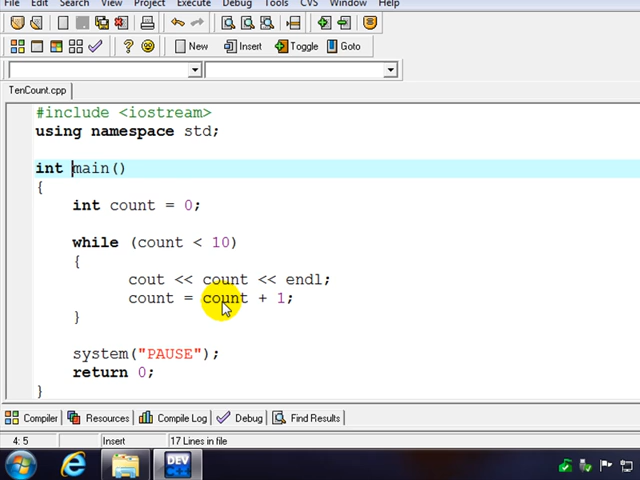 File Edit Search View Project Execute Debug Tools CVS Window Help
New Insert Toggle Goto
TenCount.cpp
#include <iostream>
using namespace std;
int main()
{
int count = 0;
while (count < 10)
{
cout << count << endl;
count = count + 1;
}
system("PAUSE");
return 0;
}
Compiler Resources Compile Log Debug Find Results
4: 5 Insert 17 Lines in file
DEV